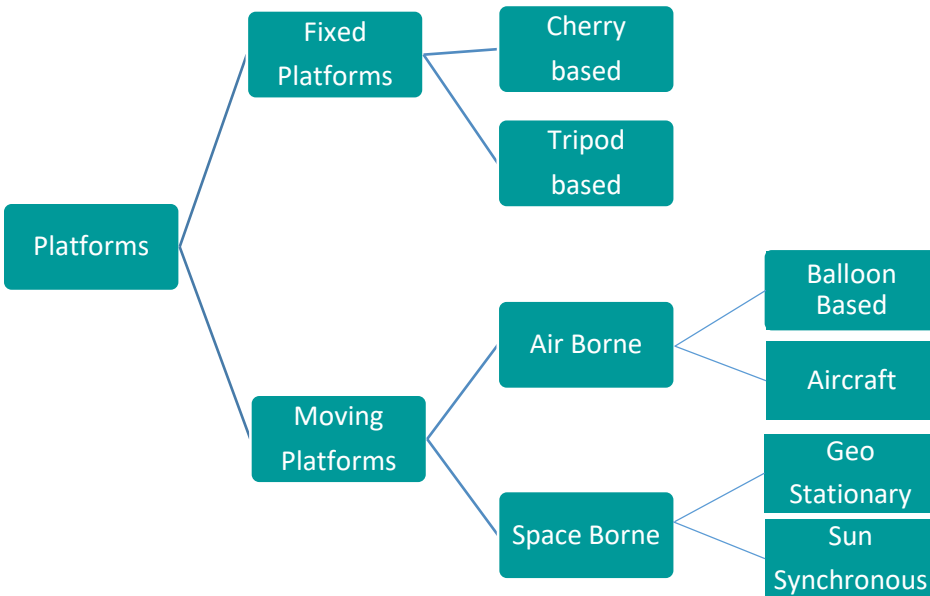 Fixed
Platforms
Cherry
based
Tripod
based
Platforms
Moving
Platforms
Air Borne
Balloon
Based
Aircraft
Space Borne
Geo
Stationary
Sun
Synchronous